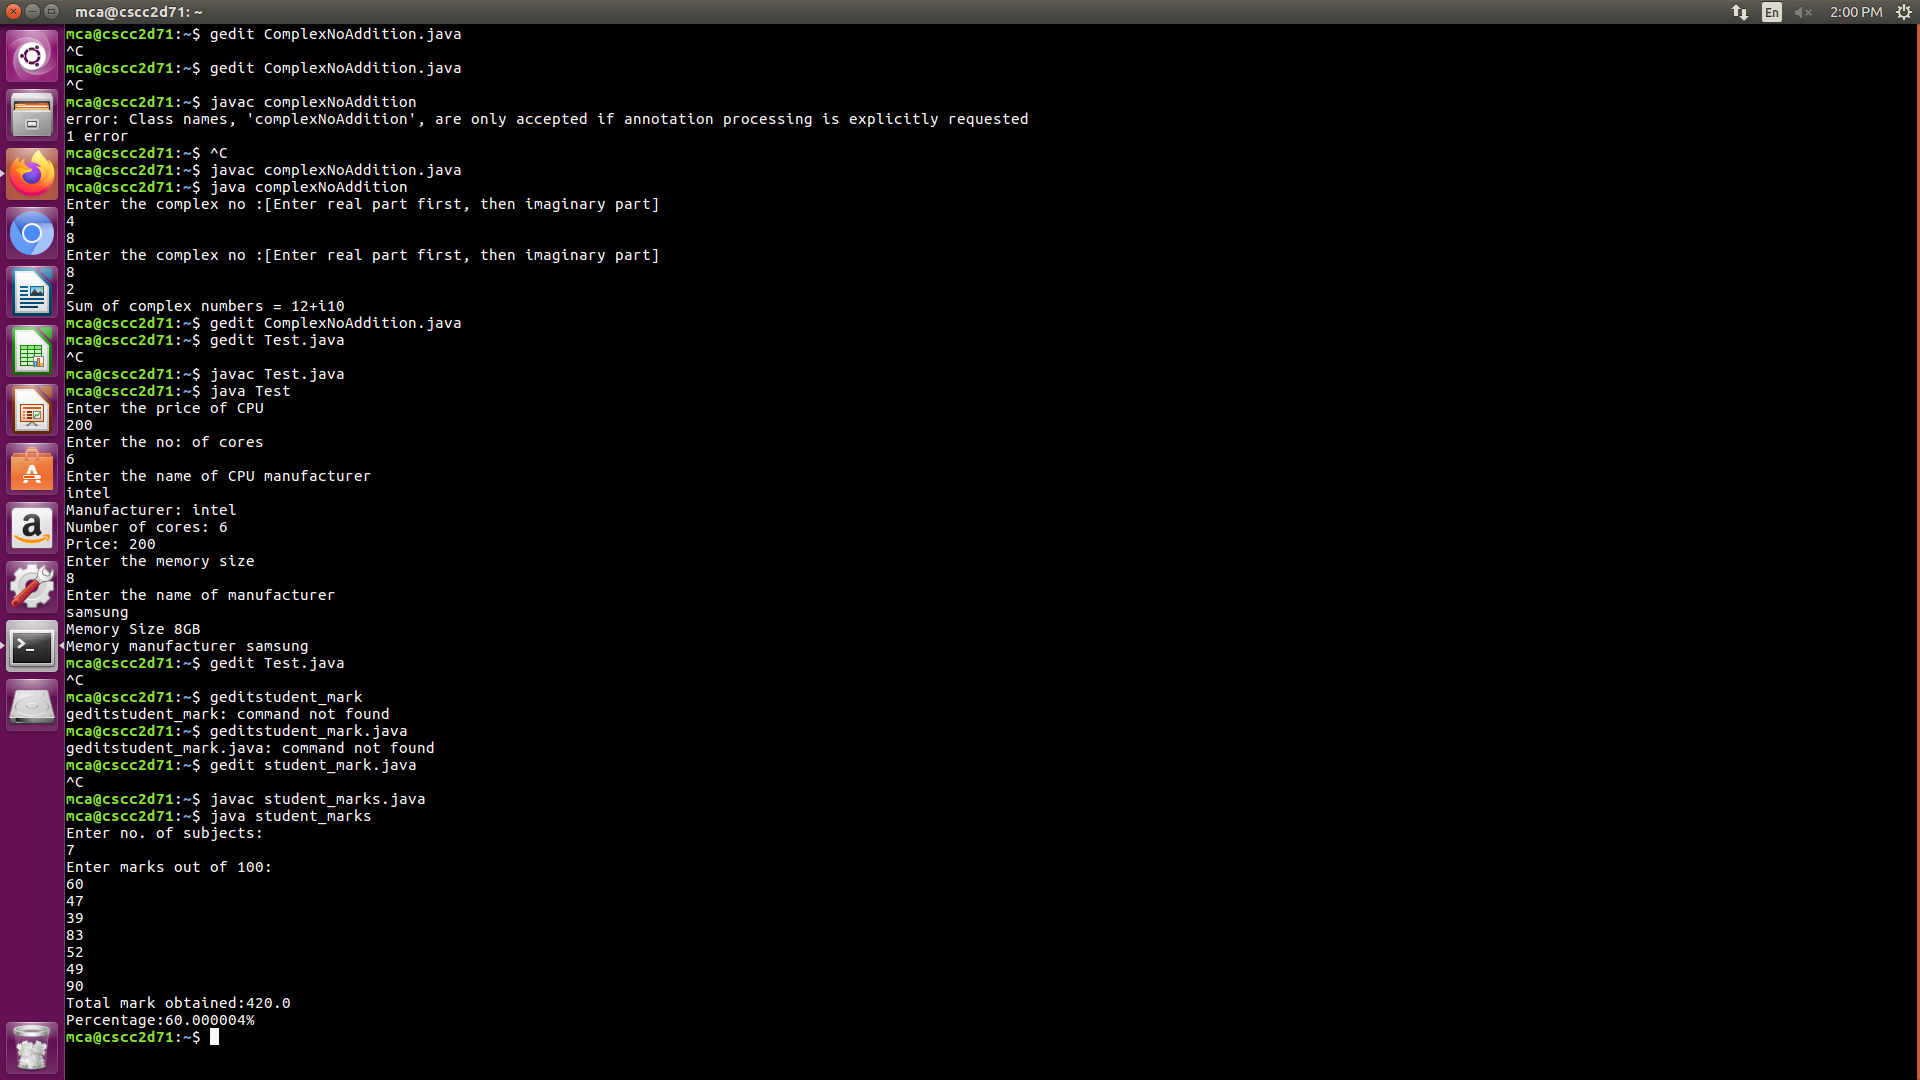 mca@cscc2d71: ~
En
2:00 PM
mca@cscc2d71:~$ gedit ComplexNoAddition.java
^C
mca@cscc2d71:~$ gedit ComplexNoAddition.java
^C
mca@cscc2d71:~$ javac complexNoAddition
error: Class names, 'complexNoAddition', are only accepted if annotation processing is explicitly requested
1 error
mca@cscc2d71:~$ ^C
mca@cscc2d71:~$ javac complexNoAddition.java
mca@cscc2d71:~$ java complexNoAddition
Enter the complex no :[Enter real part first, then imaginary part]
4
8
Enter the complex no :[Enter real part first, then imaginary part]
8
2
Sum of complex numbers = 12+i10
mca@cscc2d71:~$ gedit ComplexNoAddition.java
mca@cscc2d71:~$ gedit Test.java
^C
mca@cscc2d71:~$ javac Test.java
mca@cscc2d71:~$ java Test
Enter the price of CPU
200
Enter the no: of cores
6
Enter the name of CPU manufacturer
intel
Manufacturer: intel
Number of cores: 6
Price: 200
Enter the memory size
8
Enter the name of manufacturer
samsung
Memory Size 8GB
Memory manufacturer samsung
mca@cscc2d71:~$ gedit Test.java
^C
mca@cscc2d71:~$ geditstudent_mark
geditstudent_mark: command not found
mca@cscc2d71:~$ geditstudent_mark.java
geditstudent_mark.java: command not found
mca@cscc2d71:~$ gedit student_mark.java
^C
mca@cscc2d71:~$ javac student_marks.java
mca@cscc2d71:~$ java student_marks
Enter no. of subjects:
7
Enter marks out of 100:
60
47
39
83
52
49
90
Total mark obtained:420.0
Percentage:60.000004%
mca@cscc2d71:~$